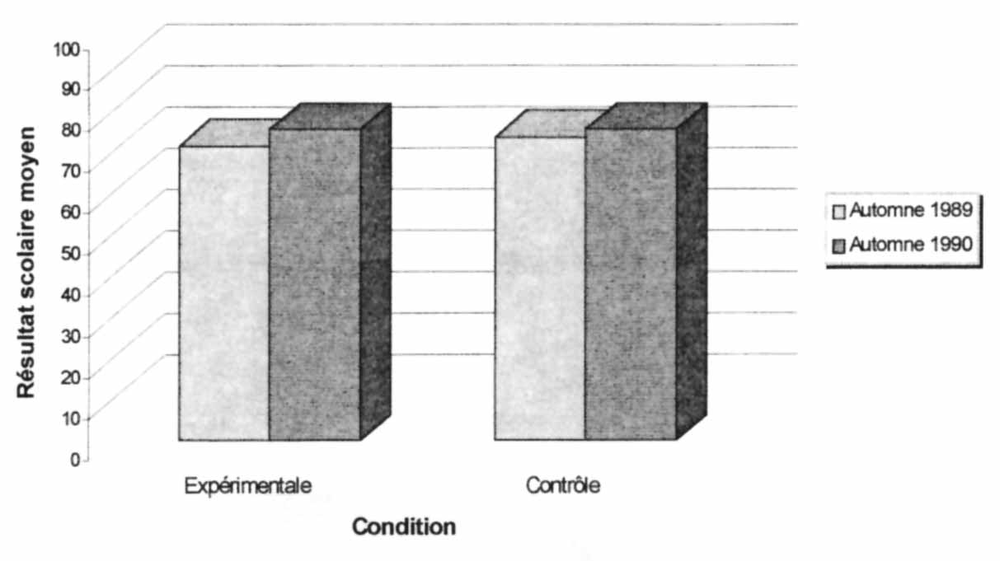 Résultat scolaire moyen
100
90
80
70
60
50
40
30
20
10
0
Expérimentale
Contrôle
Condition
Automne 1989
Automne 1990